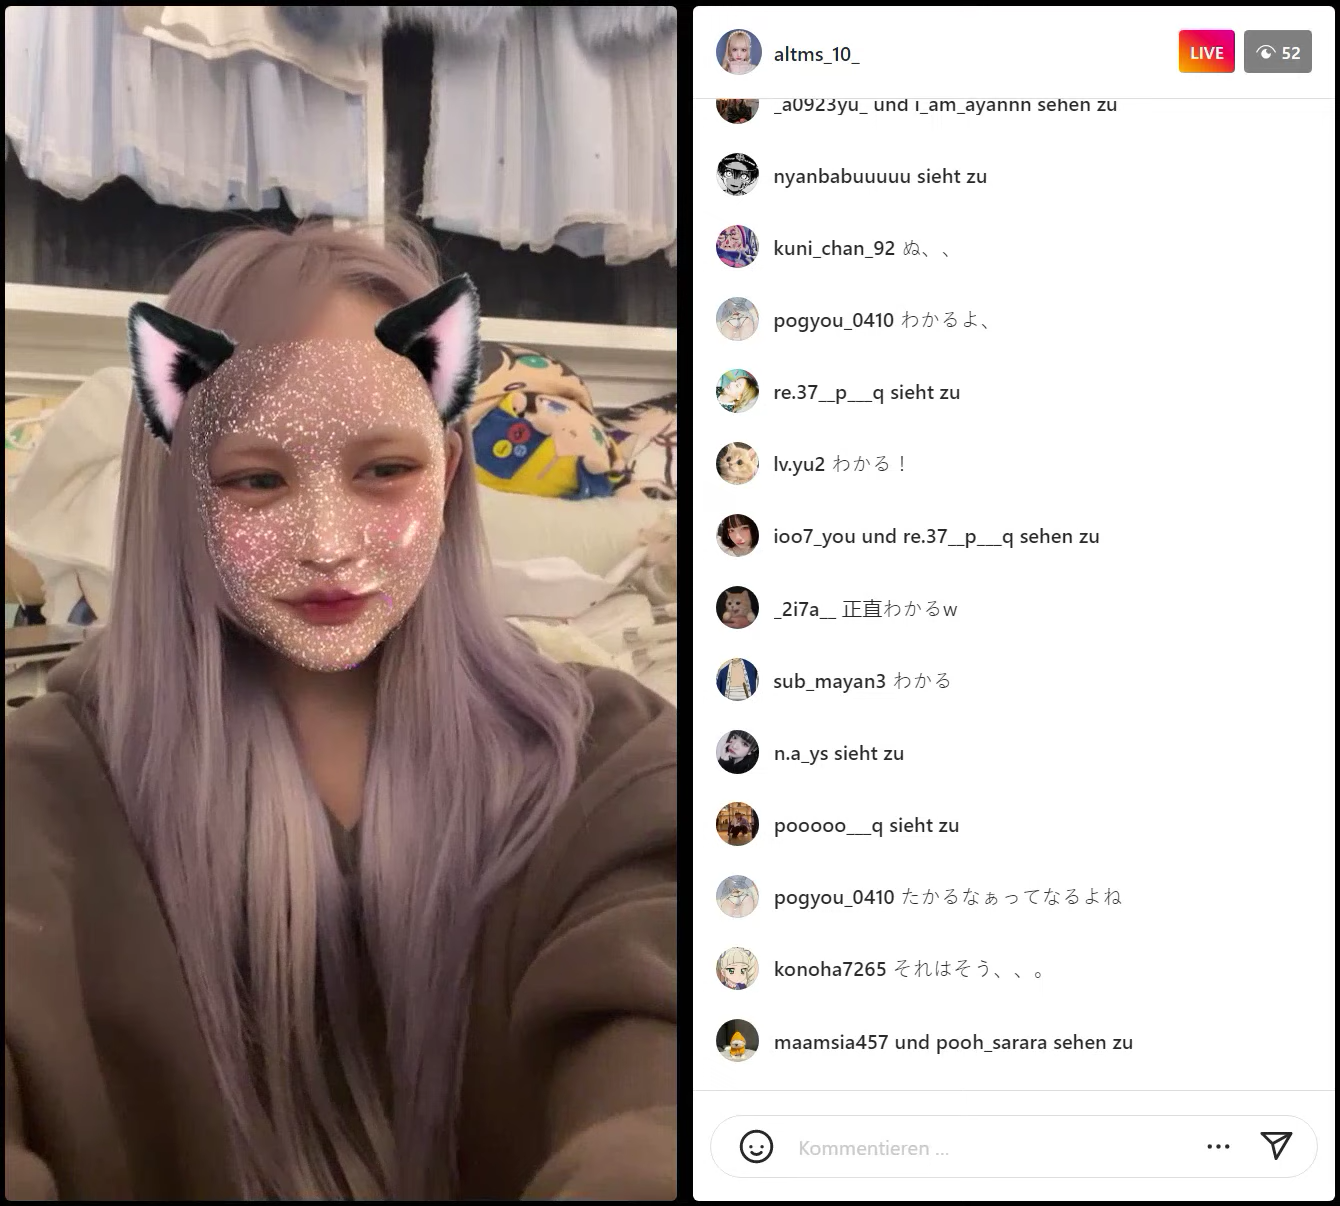 altms_10_
LIVE
52
_a0923yu_ und i_am_ayannn sehen zu
nyanbabuuuuu sieht zu
kuni_chan_92 ぬ、、
pogyou_0410 わかるよ、
re.37__p___q sieht zu
lv.yu2 わかる！
ioo7_you und re.37__p___q sehen zu
_2i7a__ 正直わかるw
sub_mayan3 わかる
n.a_ys sieht zu
pooooo___q sieht zu
pogyou_0410 たかるなぁってなるよね
konoha7265 それはそう、、。
maamsia457 und pooh_sarara sehen zu
Kommentieren ...